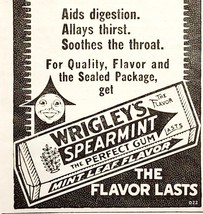 Aids digestion.
Allays thirst.
Soothes the throat.
For Quality, Flavor and
the Sealed Package,
get
WRIGLEY'S
SPEARMINT
THE PERFECT GUM
MINT LEAF FLAVOR
THE
FLAVOR
LASTS
THE
FLAVOR LASTS